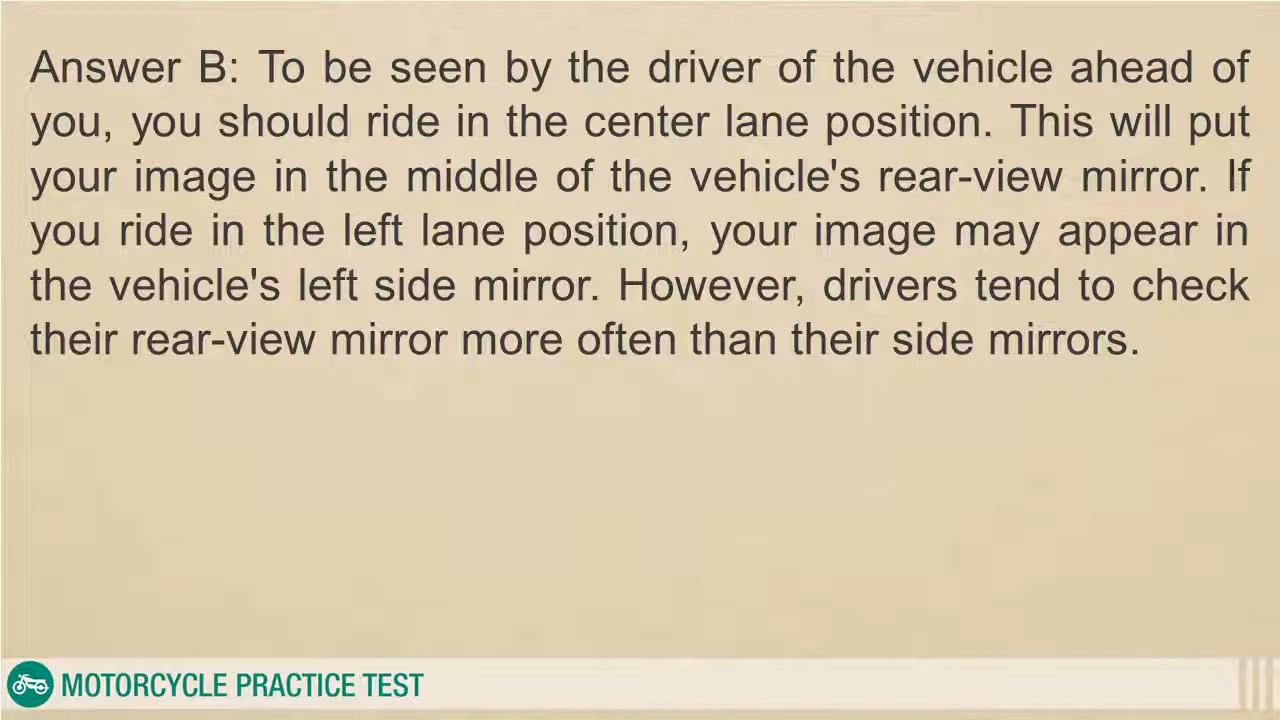 Answer B: To be seen by the driver of the vehicle ahead of
you, you should ride in the center lane position. This will put
your image in the middle of the vehicle's rear-view mirror. If
you ride in the left lane position, your image may appear in
the vehicle's left side mirror. However, drivers tend to check
their rear-view mirror more often than their side mirrors.
MOTORCYCLE PRACTICE TEST